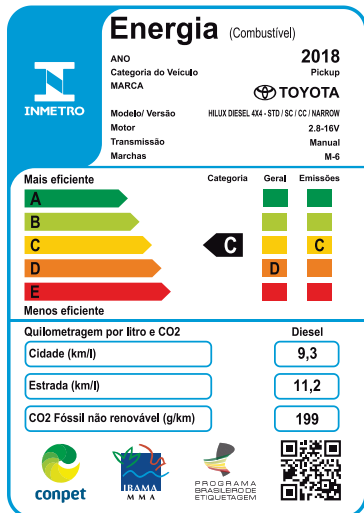 Energia (Combustível)
INMETRO
ANO 2018
Categoria do Veículo Pickup
MARCA TOYOTA
Modelo/ Versão HILUX DIESEL 4X4 - STD / SC / CC / NARROW
Motor 2.8-16V
Transmissão Manual
Marchas M-6
Mais eficiente Categoria Geral Emissões
A
B
C C C
D D
E
Menos eficiente
Quilometragem por litro e CO2 Diesel
Cidade (km/l) 9,3
Estrada (km/l) 11,2
CO2 Fóssil não renovável (g/km) 199
conpet
IBAMA
MMA
PROGRAMA
BRASILEIRO DE
ETIQUETAGEM